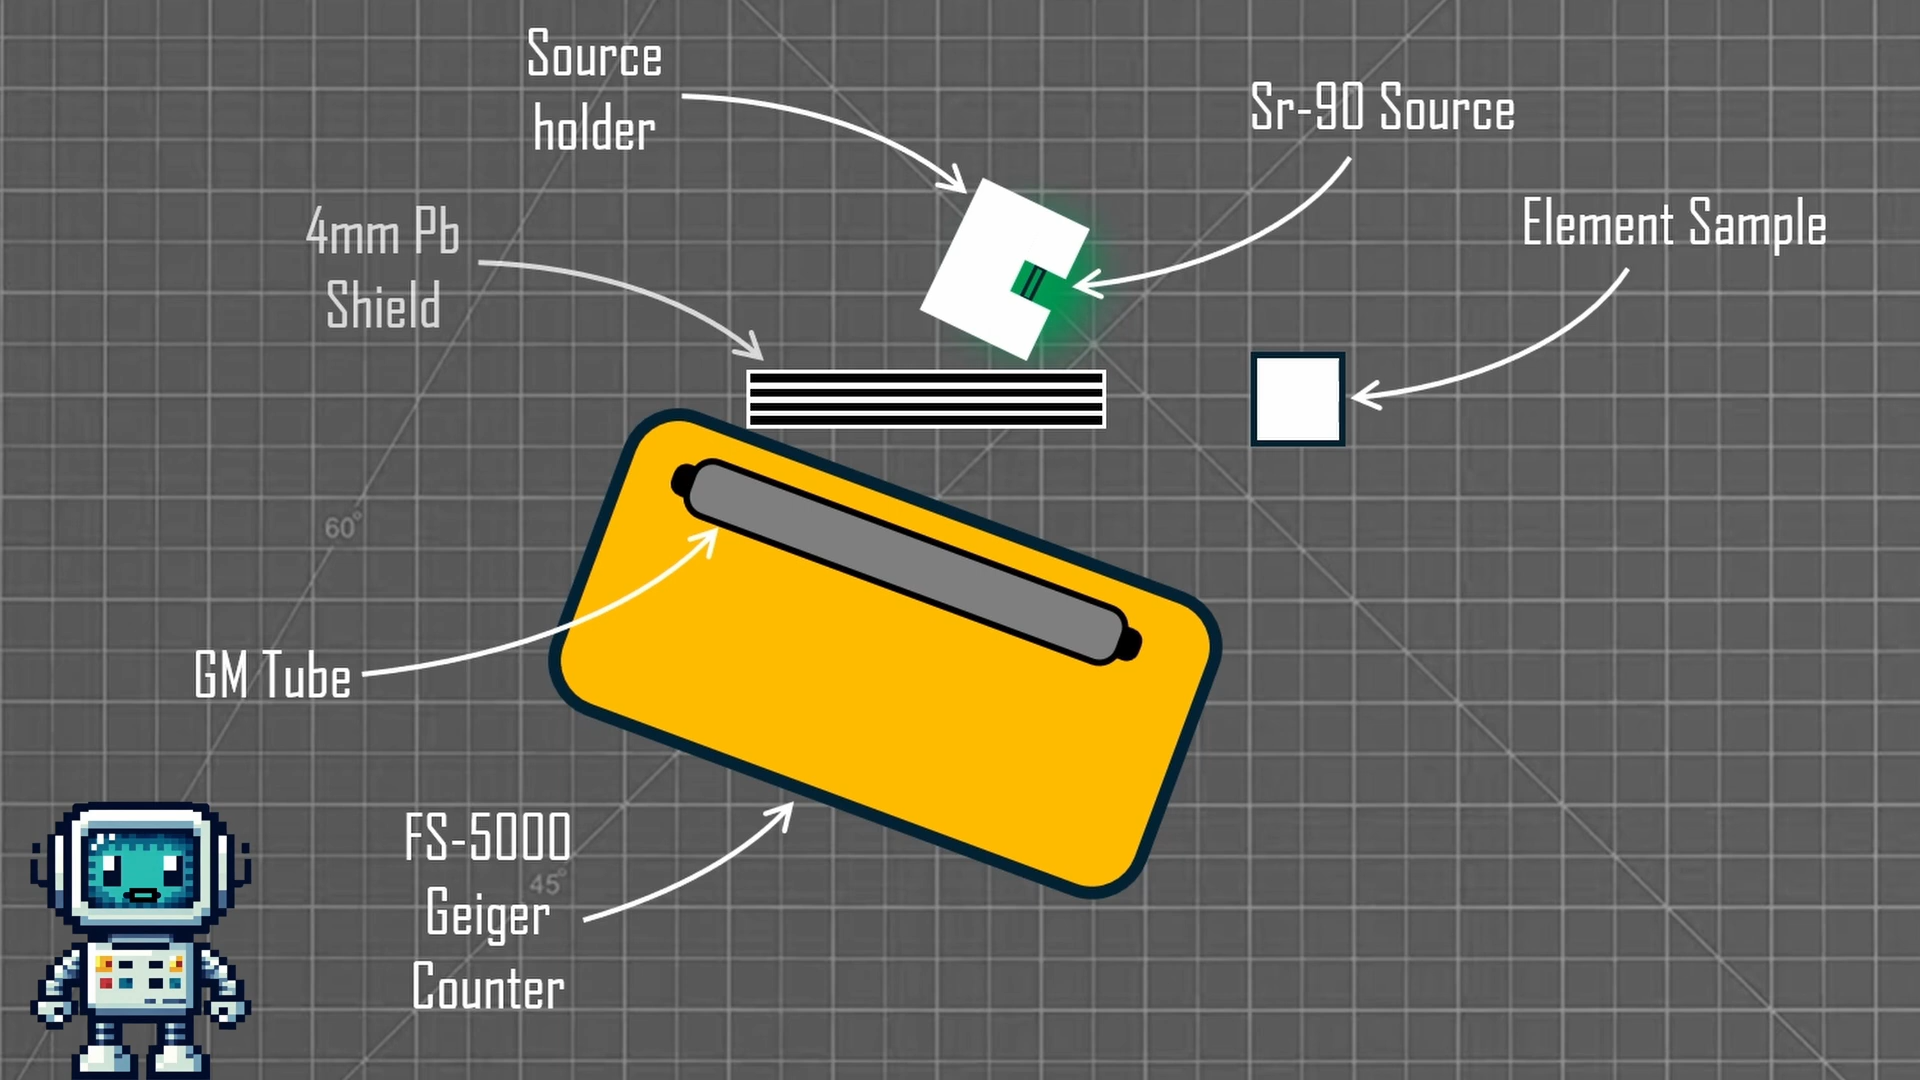 Source
holder
Sr-90 Source
Element Sample
4mm Pb
Shield
60°
GM Tube
FS-5000
45°
Geiger
Counter